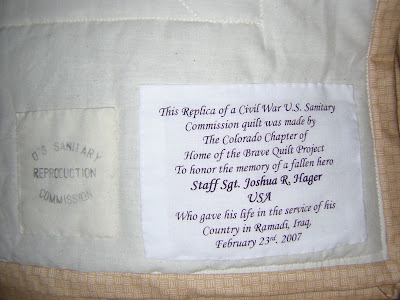 U.S SANITARY
REPRODUCTION
COMMISSION
This Replica of a Civil War U.S. Sanitary
Commission quilt was made by
The Colorado Chapter of
Home of the Brave Quilt Project
To honor the memory of a fallen hero
Staff Sgt. Joshua R. Hager
USA
Who gave his life in the service of his
Country in Ramadi, Iraq,
February 23rd, 2007